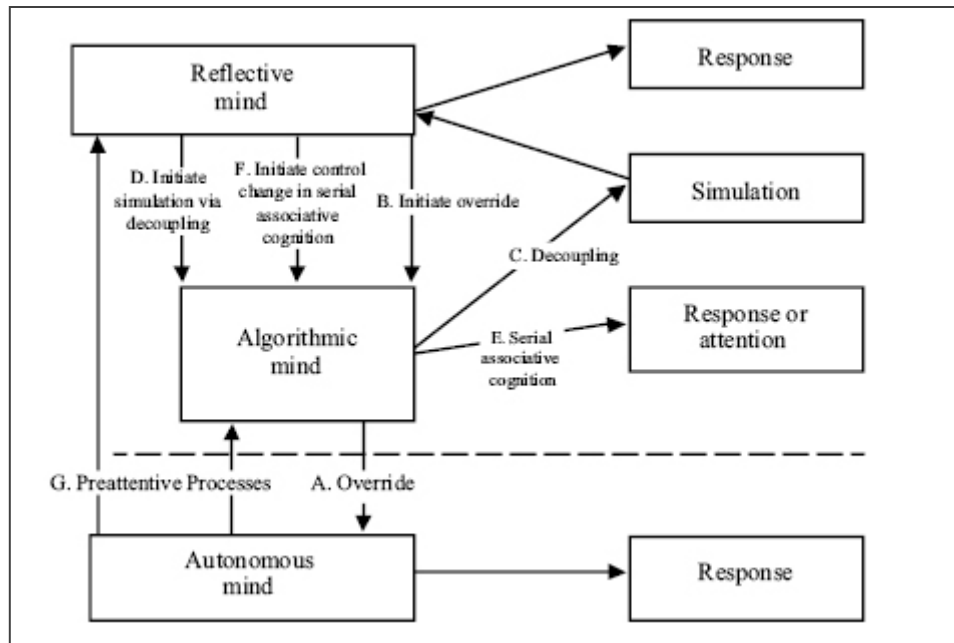 Reflective
mind
Response
D. Initiate
simulation via
decoupling
F. Initiate control
change in serial
associative
cognition
B. Initiate override
Simulation
C. Decoupling
Algorithmic
mind
E. Serial
associative
cognition
Response or
attention
G. Preattentive Processes
A. Override
Autonomous
mind
Response